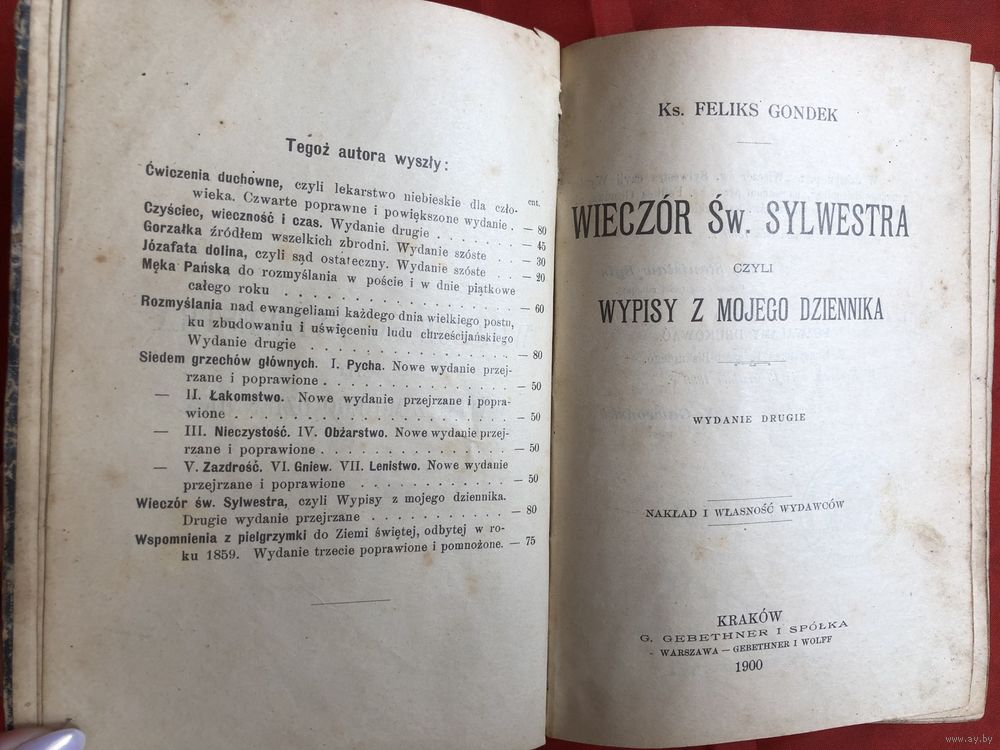 Tegoż autora wyszły:
cnt.
Ćwiczenia duchowne, czyli lekarstwo niebieskie dla czło-
wieka. Czwarte poprawne i powiększone wydanie . — 80
Czyściec, wieczność i czas. Wydanie drugie . . . . . . — 45
Gorzałka źródłem wszelkich zbrodni. Wydanie szóste . . — 30
Józafata dolina, czyli sąd ostateczny. Wydanie szóste . . — 20
Męka Pańska do rozmyślania w poście i w dnie piątkowe
całego roku . . . . . . . . . . . . . — 60
Rozmyślania nad ewangeliami każdego dnia wielkiego postu,
ku zbudowaniu i uświęceniu ludu chrześcijańskiego
Wydanie drugie . . . . . . . . . . . . — 80
Siedem grzechów głównych. I. Pycha. Nowe wydanie przej-
rzane i poprawione . . . . . . . . . . . — 50
— II. Łakomstwo. Nowe wydanie przejrzane i popra-
wione . . . . . . . . . . . . . . . — 50
— III. Nieczystość. IV. Obżarstwo. Nowe wydanie przej-
rzane i poprawione . . . . . . . . . . . — 50
— V. Zazdrość. VI. Gniew. VII. Lenistwo. Nowe wydanie
przejrzane i poprawione . . . . . . . . . — 50
Wieczór św. Sylwestra, czyli Wypisy z mojego dziennika.
Drugie wydanie przejrzane . . . . . . . . — 80
Wspomnienia z pielgrzymki do Ziemi świętej, odbytej w ro-
ku 1859. Wydanie trzecie poprawione i pomnożone. — 75
Ks. FELIKS GONDEK
WIECZÓR Św. SYLWESTRA
CZYLI
WYPISY Z MOJEGO DZIENNIKA
WYDANIE DRUGIE
NAKŁAD I WŁASNOŚĆ WYDAWCÓW
KRAKÓW
G. GEBETHNER I SPÓŁKA
- WARSZAWA — GEBETHNER I WOLFF
1900
www.ay.by